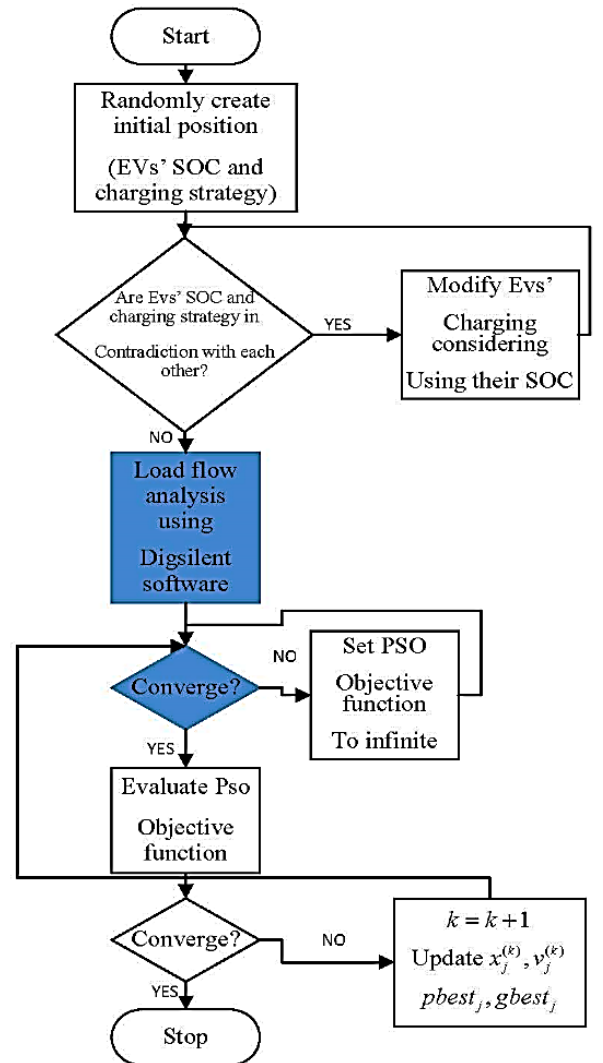 Start
Randomly create
initial position
(EVs' SOC and
charging strategy)
Are Evs' SOC and
charging strategy in
Contradiction with each
other?
YES
Modify Evs'
Charging
considering
Using their SOC
NO
Load flow
analysis
using
Digsilent
software
Converge?
NO
Set PSO
Objective
function
To infinite
YES
Evaluate Pso
Objective
function
Converge?
NO
k = k+1
Update x_j^(k), v_j^(k)
pbest_j, gbest_j
YES
Stop